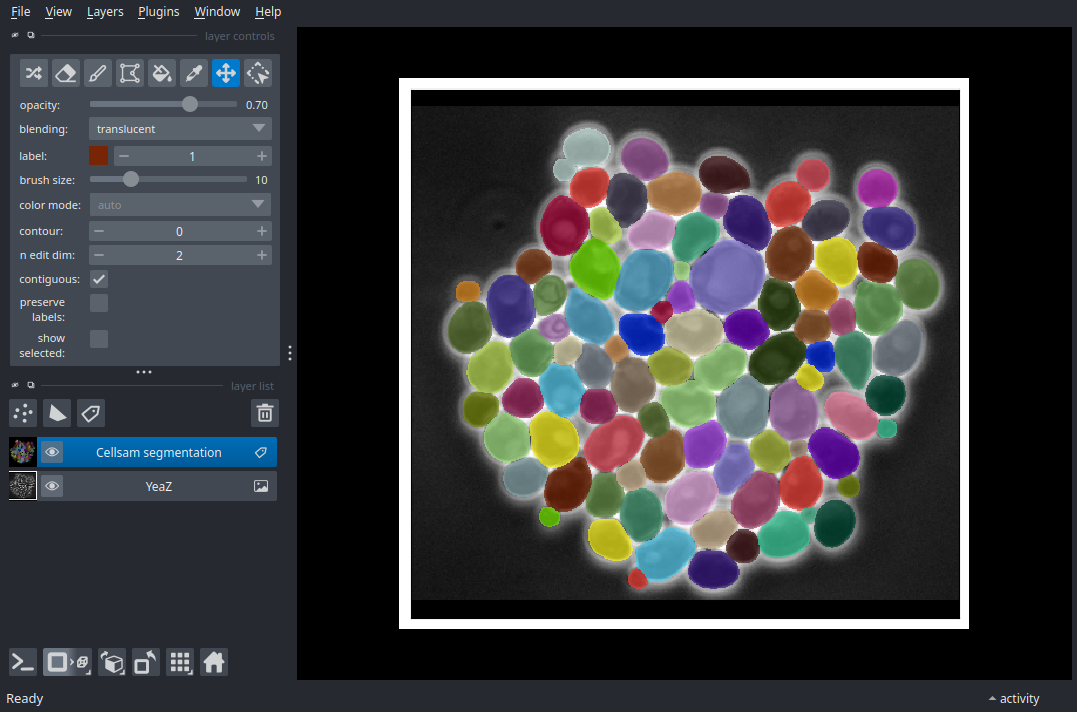 File View Layers Plugins Window Help
layer controls
opacity: 0.70
blending: translucent
label: 1
brush size: 10
color mode: auto
contour: 0
n edit dim: 2
contiguous:
preserve
labels:
show
selected:
layer list
Cellsam segmentation
YeaZ
Ready
activity